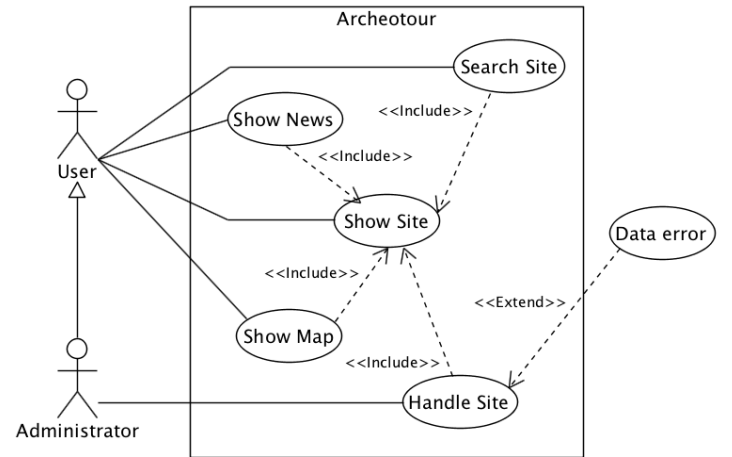 Archeotour
Search Site
<<Include>>
Show News
<<Include>>
User
Show Site
Data error
<<Include>>
<<Extend>>
Show Map
<<Include>>
Handle Site
Administrator